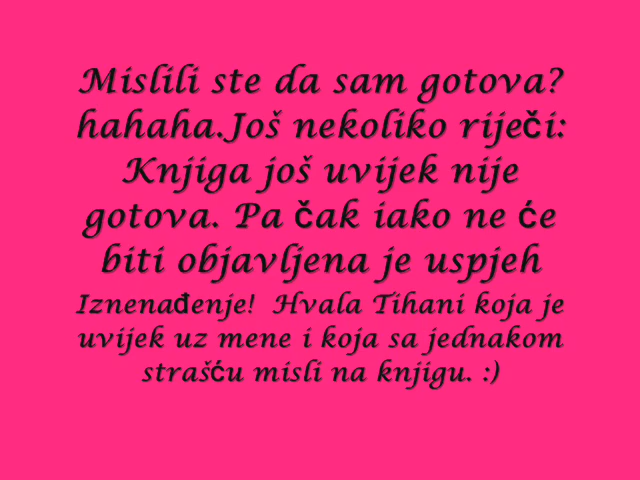 Mislili ste da sam gotova?
hahaha.Još nekoliko riječi:
Knjiga još uvijek nije
gotova. Pa čak iako ne će
biti objavljena je uspjeh
Iznenađenje!  Hvala Tihani koja je
uvijek uz mene i koja sa jednakom
strašću misli na knjigu. :)